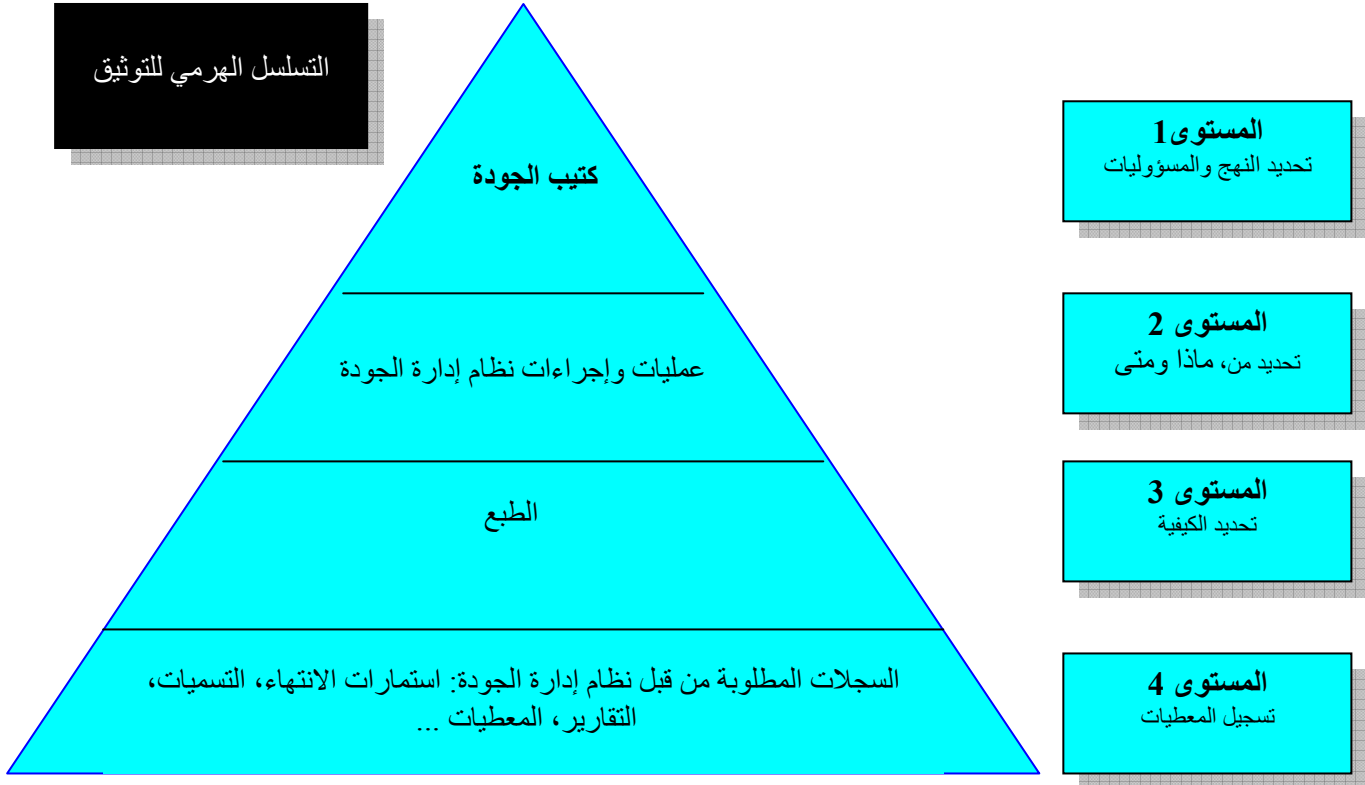 التسلسل الهرمي للتوثيق
كتيب الجودة
المستوى1
تحديد النهج والمسؤوليات
عمليات وإجراءات نظام إدارة الجودة
المستوى 2
تحديد من، ماذا ومتى
الطبع
المستوى 3
تحديد الكيفية
السجلات المطلوبة من قبل نظام إدارة الجودة: استمارات الانتهاء، التسميات،
التقارير، المعطيات ...
المستوى 4
تسجيل المعطيات